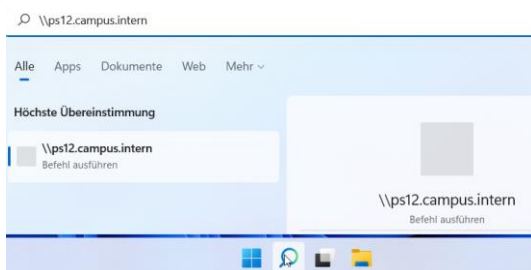 \\ps12.campus.intern
Alle Apps Dokumente Web Mehr
Höchste Übereinstimmung
\\ps12.campus.intern
Befehl ausführen
\\ps12.campus.intern
Befehl ausführen